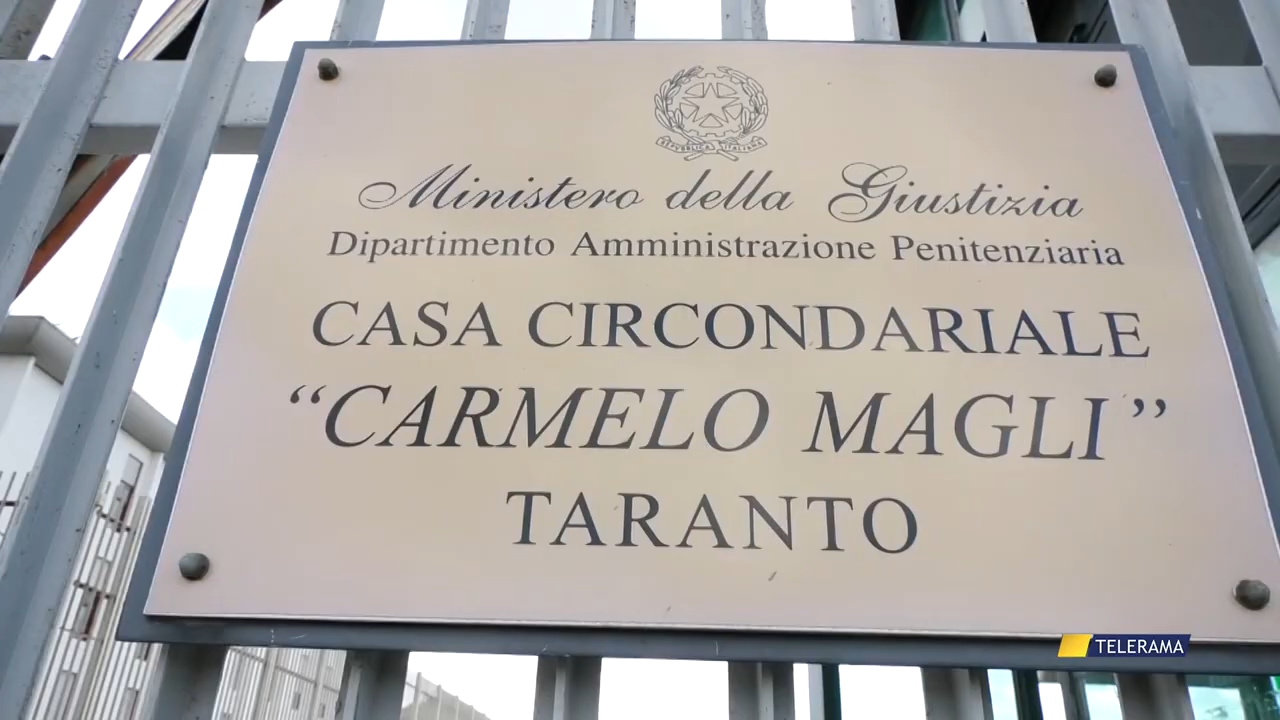 REPUBBLICA ITALIANA
Ministero della Giustizia
Dipartimento Amministrazione Penitenziaria
CASA CIRCONDARIALE
“CARMELO MAGLI”
TARANTO
TELERAMA